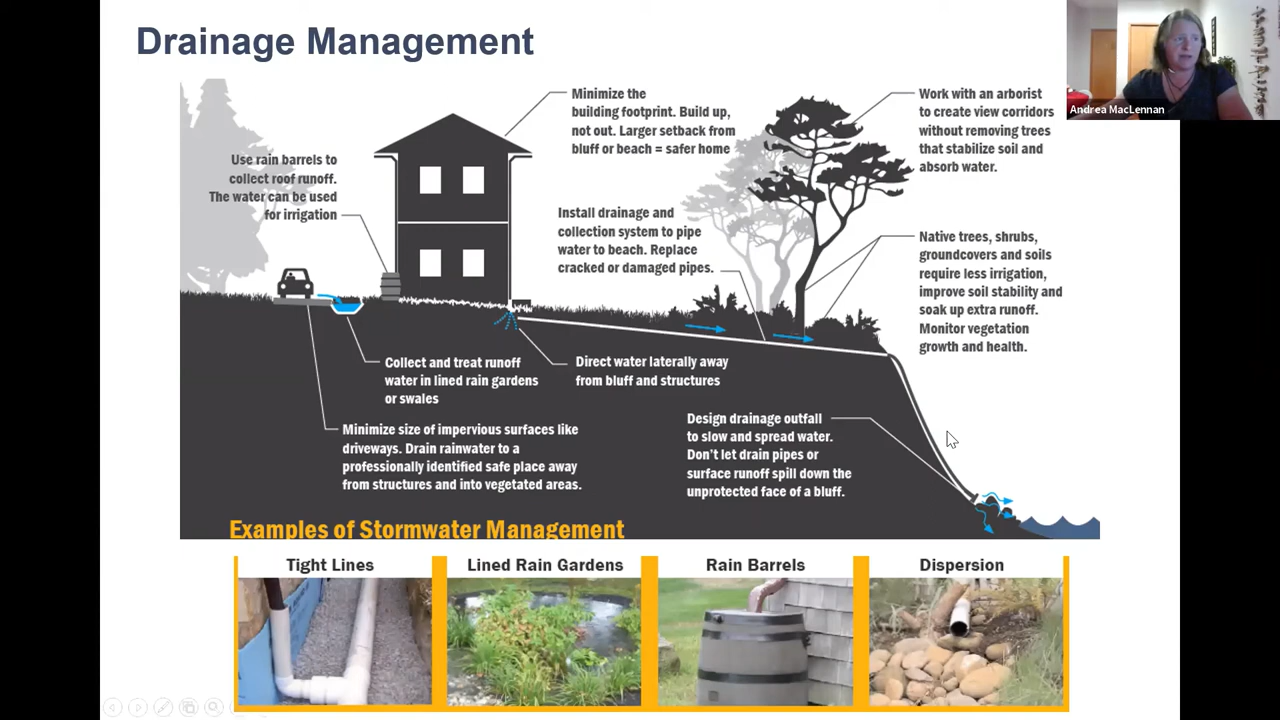 Drainage Management
Andrea MacLennan
Minimize the
building footprint. Build up,
not out. Larger setback from
bluff or beach = safer home
Work with an arborist
to create view corridors
without removing trees
that stabilize soil and
absorb water.
Use rain barrels to
collect roof runoff.
The water can be used
for irrigation
Install drainage and
collection system to pipe
water to beach. Replace
cracked or damaged pipes.
Native trees, shrubs,
groundcovers and soils
require less irrigation,
improve soil stability and
soak up extra runoff.
Monitor vegetation
growth and health.
Collect and treat runoff
water in lined rain gardens
or swales
Direct water laterally away
from bluff and structures
Minimize size of impervious surfaces like
driveways. Drain rainwater to a
professionally identified safe place away
from structures and into vegetated areas.
Design drainage outfall
to slow and spread water.
Don't let drain pipes or
surface runoff spill down the
unprotected face of a bluff.
Examples of Stormwater Management
Tight Lines
Lined Rain Gardens
Rain Barrels
Dispersion